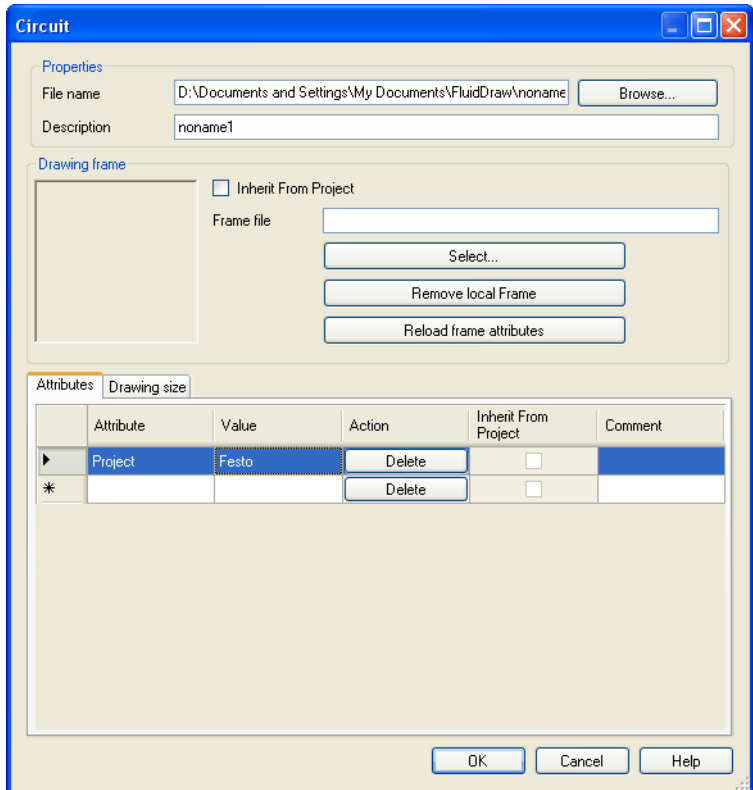 Circuit
Properties
File name D:\Documents and Settings\My Documents\FluidDraw\noname Browse...
Description noname1
Drawing frame
Inherit From Project
Frame file
Select...
Remove local Frame
Reload frame attributes
Attributes Drawing size
Attribute Value Action Inherit From Project Comment
Project Festo Delete
* Delete
OK Cancel Help